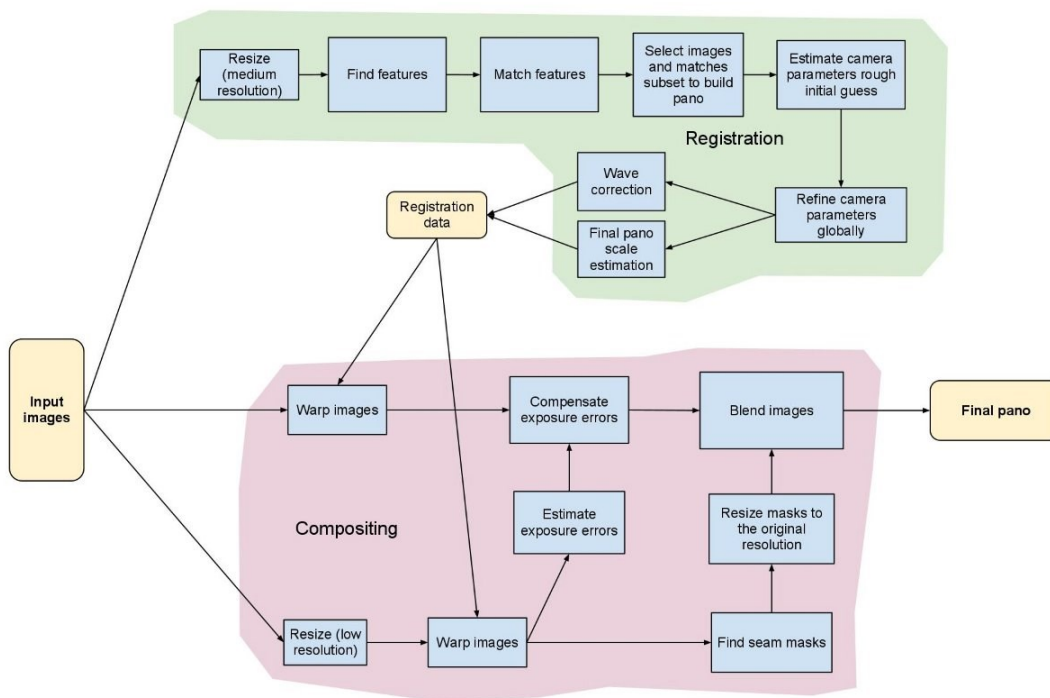 Resize
(medium
resolution)
Find features
Match features
Select images
and matches
subset to build
pano
Estimate camera
parameters rough
initial guess
Registration
Wave
correction
Refine camera
parameters
globally
Registration
data
Final pano
scale
estimation
Input
images
Warp images
Compensate
exposure errors
Blend images
Final pano
Compositing
Estimate
exposure errors
Resize masks to
the original
resolution
Resize (low
resolution)
Warp images
Find seam masks